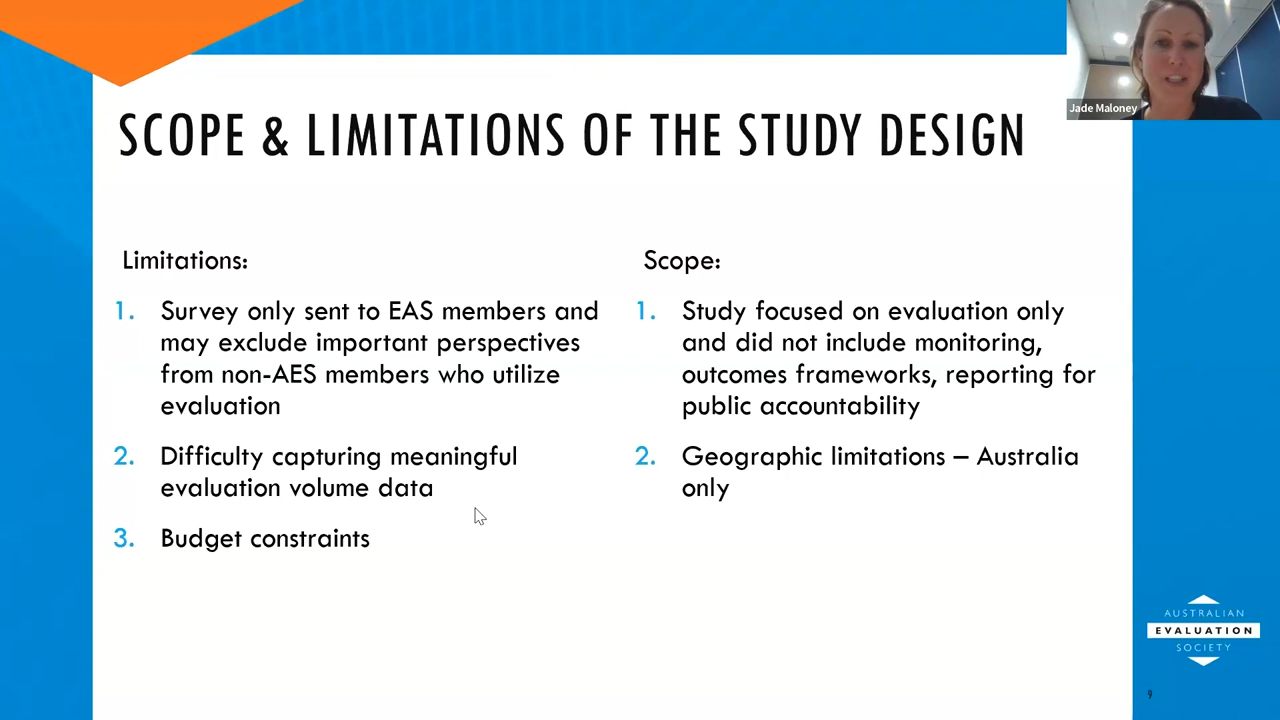 Jade Maloney
SCOPE & LIMITATIONS OF THE STUDY DESIGN
Limitations:
1. Survey only sent to EAS members and
may exclude important perspectives
from non-AES members who utilize
evaluation
2. Difficulty capturing meaningful
evaluation volume data
3. Budget constraints
Scope:
1. Study focused on evaluation only
and did not include monitoring,
outcomes frameworks, reporting for
public accountability
2. Geographic limitations – Australia
only
AUSTRALIAN
EVALUATION
SOCIETY
9